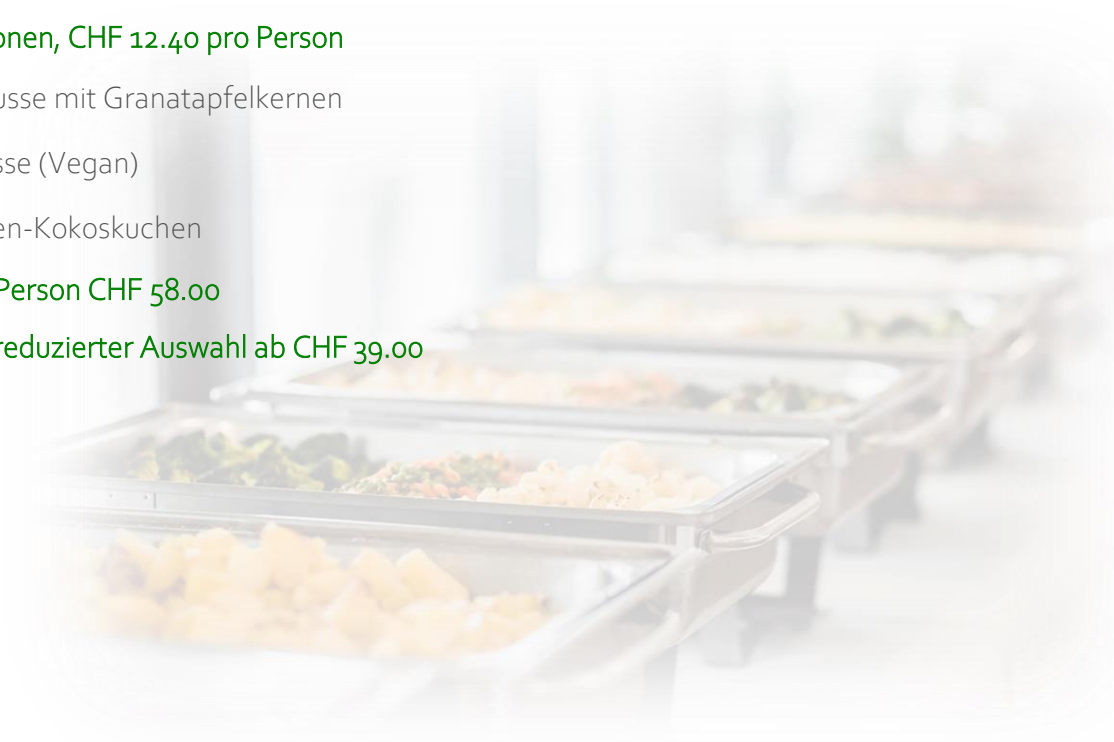 onen, CHF 12.40 pro Person
usse mit Granatapfelkernen
sse (Vegan)
en-Kokoskuchen
Person CHF 58.00
reduzierter Auswahl ab CHF 39.00